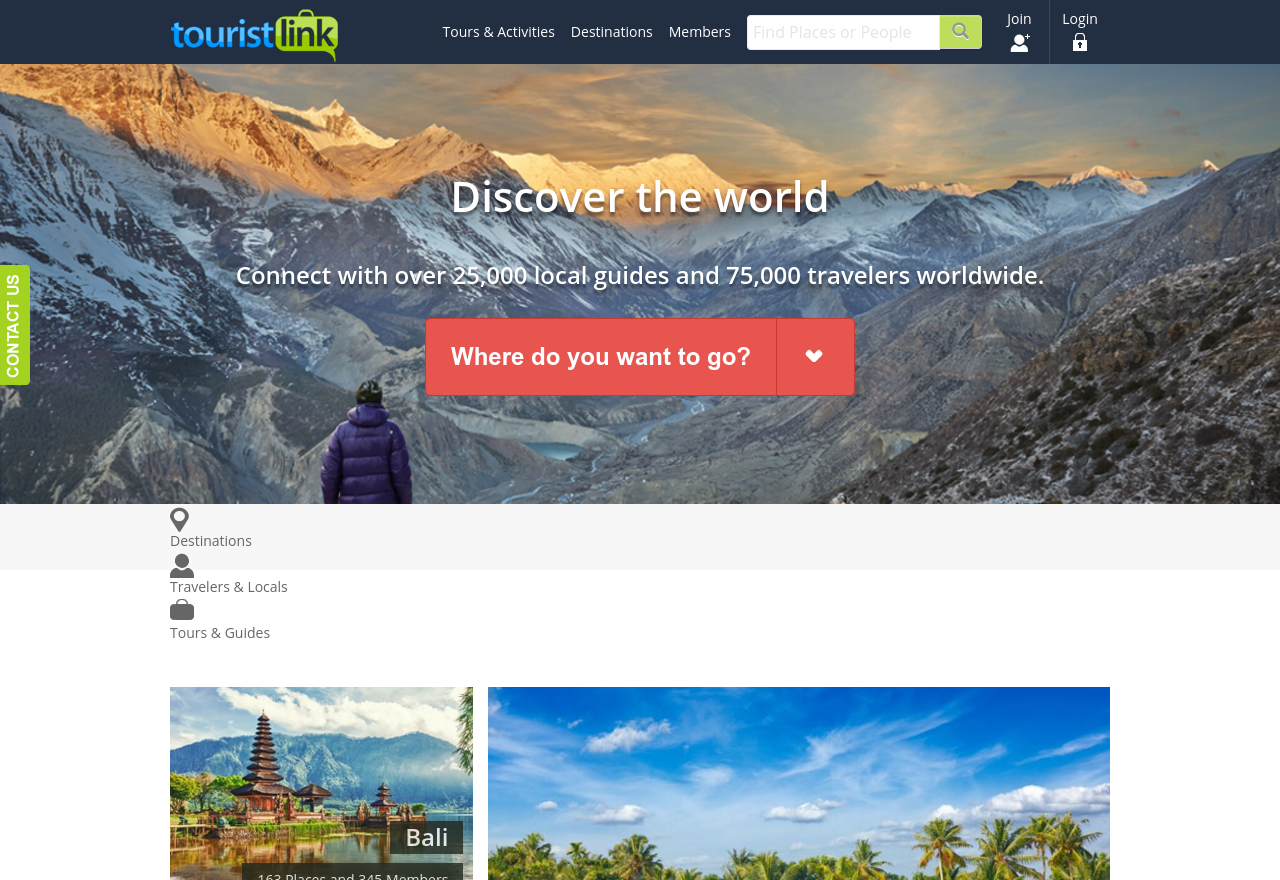 touristlink
Tours & Activities
Destinations
Members
Find Places or People
Join
Login
Discover the world
Connect with over 25,000 local guides and 75,000 travelers worldwide.
CONTACT US
Where do you want to go?
Destinations
Travelers & Locals
Tours & Guides
Bali
163 Places and 345 Members